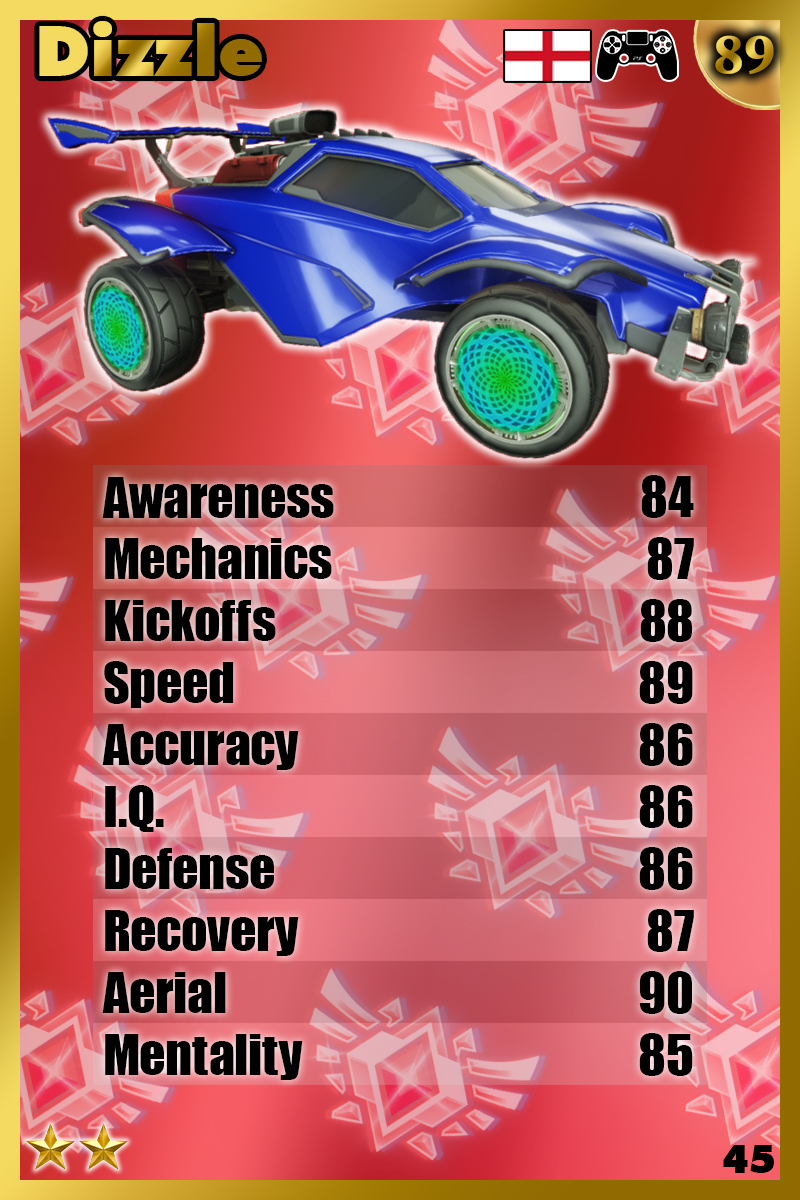 Dizzle
89
Awareness 84
Mechanics 87
Kickoffs 88
Speed 89
Accuracy 86
I.Q. 86
Defense 86
Recovery 87
Aerial 90
Mentality 85
45